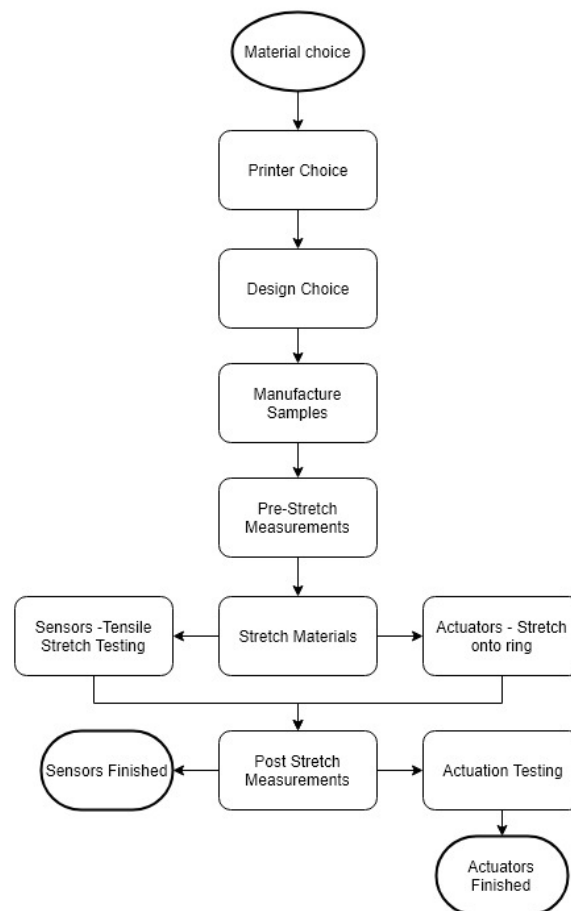 Material choice
Printer Choice
Design Choice
Manufacture
Samples
Pre-Stretch
Measurements
Sensors -Tensile
Stretch Testing
Stretch Materials
Actuators - Stretch
onto ring
Sensors Finished
Post Stretch
Measurements
Actuation Testing
Actuators
Finished